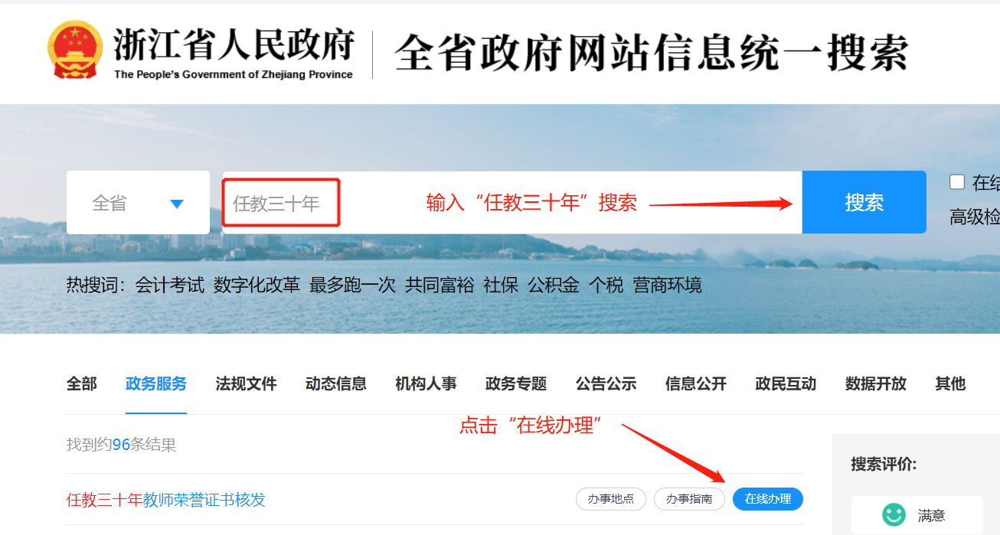 浙江省人民政府
The People's Government of Zhejiang Province
全省政府网站信息统一搜索
全省
任教三十年
输入“任教三十年”搜索
搜索
在结
高级检
热搜词：会计考试 数字化改革 最多跑一次 共同富裕 社保 公积金 个税 营商环境
全部 政务服务 法规文件 动态信息 机构人事 政务专题 公告公示 信息公开 政民互动 数据开放 其他
点击“在线办理”
找到约96条结果
搜索评价:
任教三十年教师荣誉证书核发 办事地点 办事指南 在线办理
满意